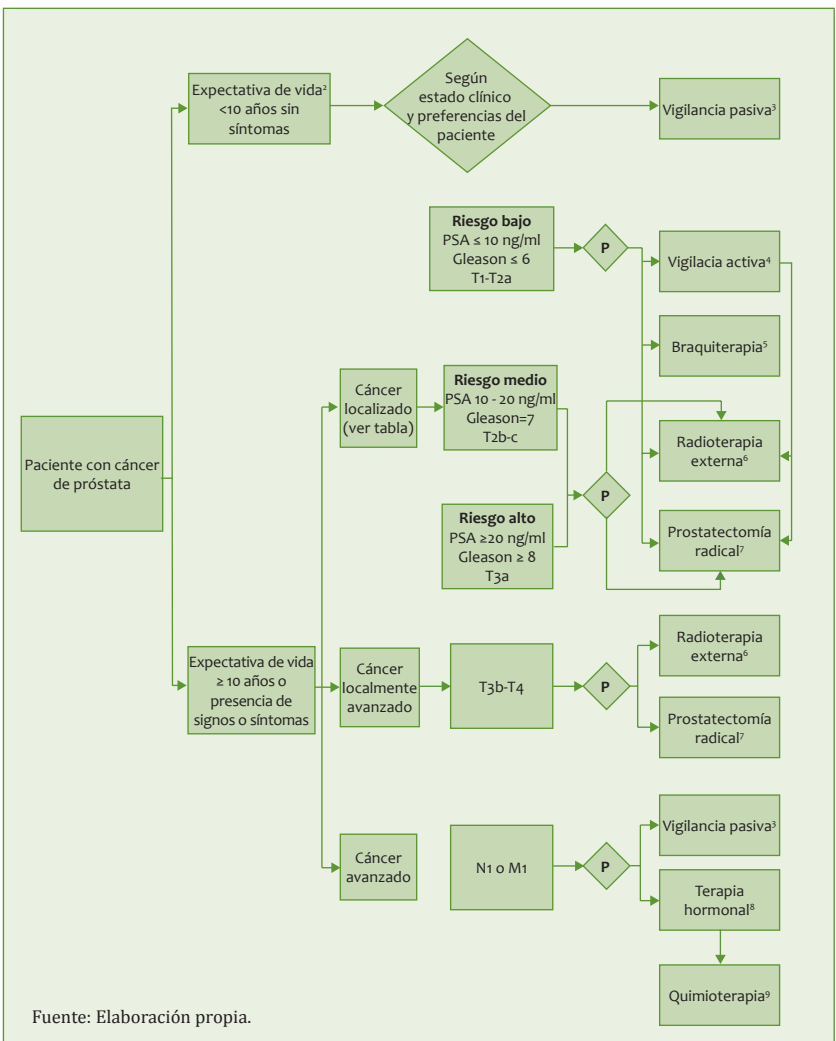 Expectativa de vida²
<10 años sin
síntomas
Según
estado clínico
y preferencias del
paciente
Vigilancia pasiva³
Riesgo bajo
PSA ≤ 10 ng/ml
Gleason ≤ 6
T1-T2a
P
Vigilacia activa⁴
Braquiterapia⁵
Cáncer
localizado
(ver tabla)
Riesgo medio
PSA 10 - 20 ng/ml
Gleason=7
T2b-c
Radioterapia
externa⁶
Paciente con cáncer
de próstata
P
Riesgo alto
PSA ≥20 ng/ml
Gleason ≥ 8
T3a
Prostatectomía
radical⁷
Expectativa de vida
≥ 10 años o
presencia de
signos o síntomas
Cáncer
localmente
avanzado
T3b-T4
P
Radioterapia
externa⁶
Prostatectomía
radical⁷
Cáncer
avanzado
N1 o M1
P
Vigilancia pasiva³
Terapia
hormonal⁸
Quimioterapia⁹
Fuente: Elaboración propia.